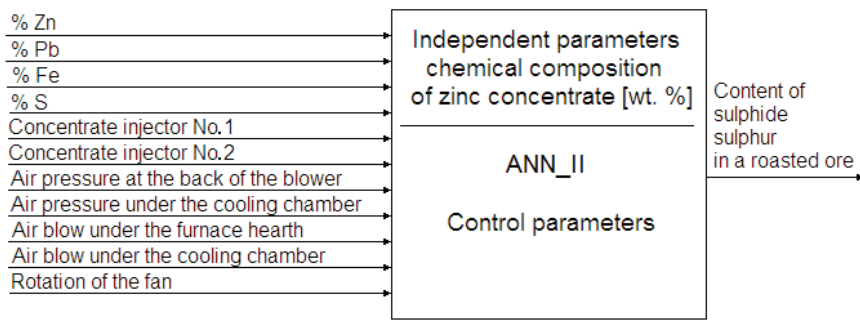 % Zn
% Pb
% Fe
% S
Concentrate injector No.1
Concentrate injector No.2
Air pressure at the back of the blower
Air pressure under the cooling chamber
Air blow under the furnace hearth
Air blow under the cooling chamber
Rotation of the fan
Independent parameters
chemical composition
of zinc concentrate [wt. %]
ANN_II
Control parameters
Content of
sulphide
sulphur
in a roasted ore